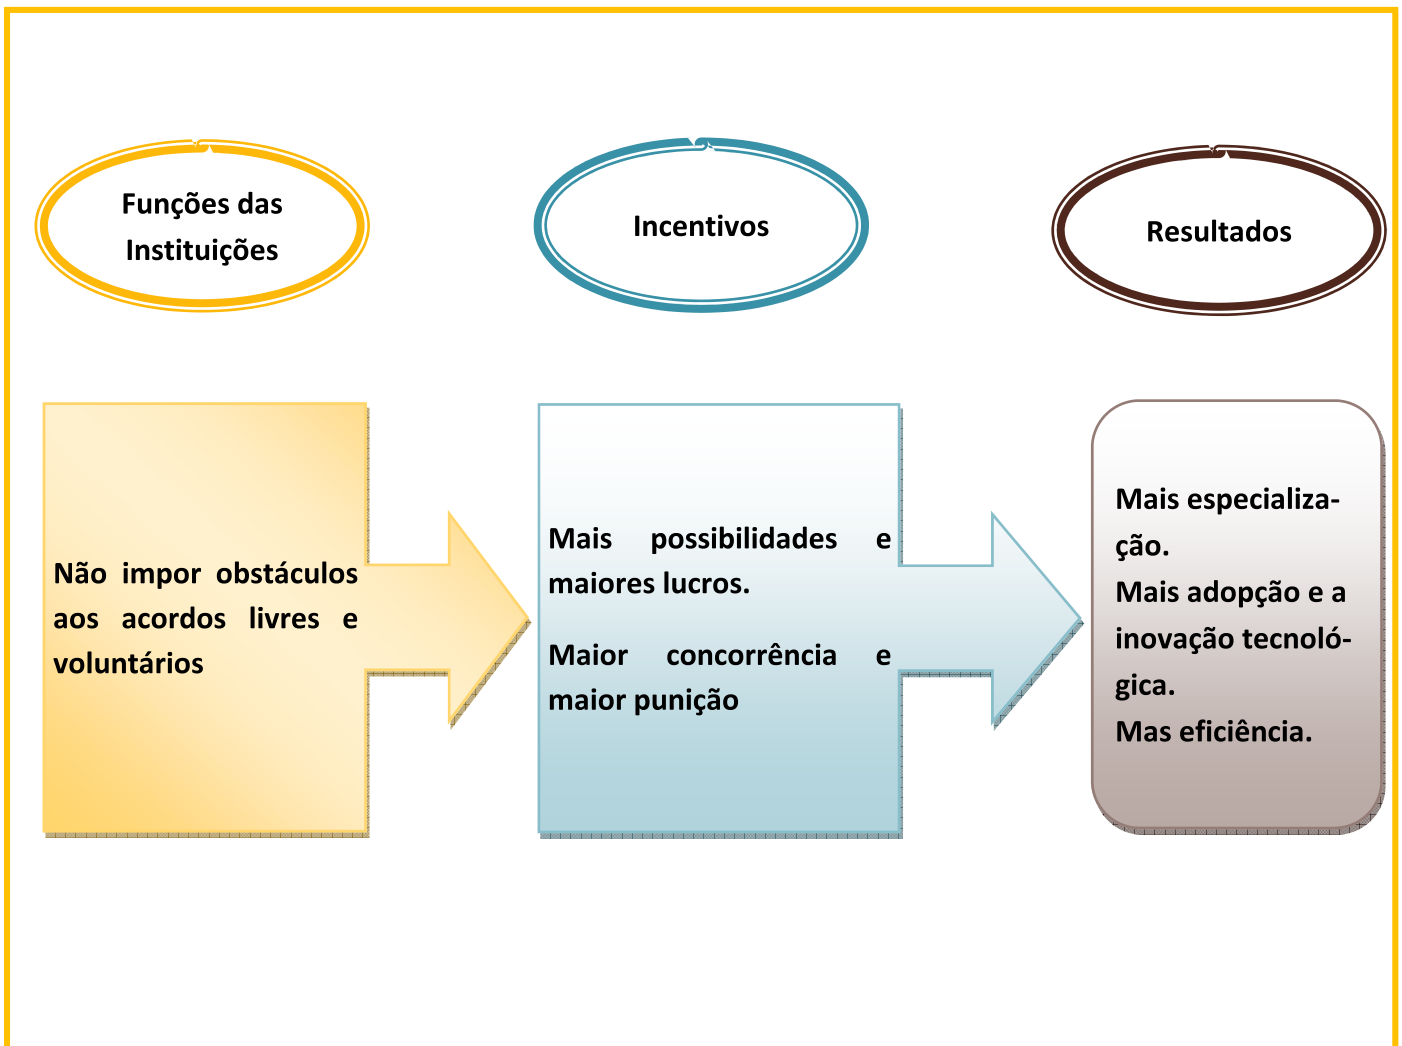 Funções das
Instituições
Incentivos
Resultados
Não impor obstáculos
aos acordos livres e
voluntários
Mais possibilidades e
maiores lucros.
Maior concorrência e
maior punição
Mais especializa-
ção.
Mais adopção e a
inovação tecnoló-
gica.
Mas eficiência.